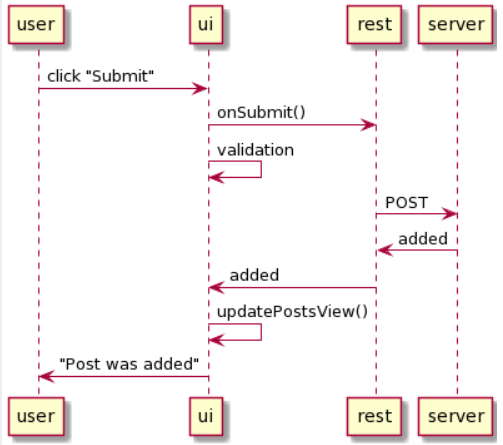 user ui rest server
click "Submit"
onSubmit()
validation
POST
added
added
updatePostsView()
"Post was added"
user ui rest server